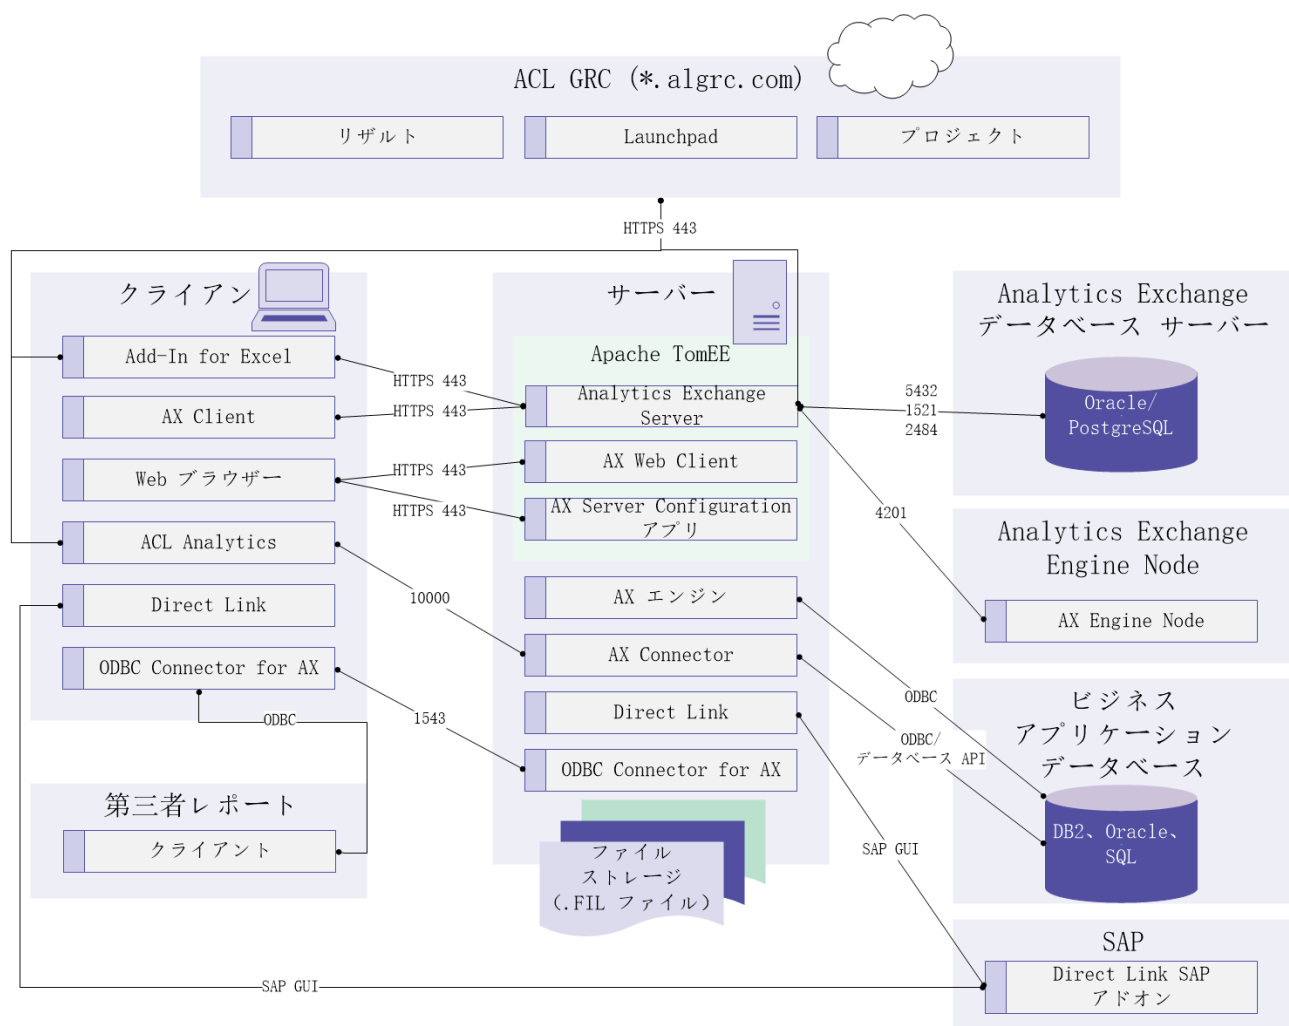 ACL GRC (*.algrc.com)
リザルト
Launchpad
プロジェクト
HTTPS 443
クライアン
Add-In for Excel
AX Client
Web ブラウザー
ACL Analytics
Direct Link
ODBC Connector for AX
ODBC
第三者レポート
クライアント
HTTPS 443
HTTPS 443
HTTPS 443
HTTPS 443
10000
1543
サーバー
Apache TomEE
Analytics Exchange
Server
AX Web Client
AX Server Configuration
アプリ
AX エンジン
AX Connector
Direct Link
ODBC Connector for AX
ファイル
ストレージ
(.FIL ファイル)
5432
1521
2484
4201
ODBC
ODBC/
データベース API
SAP GUI
SAP GUI
Analytics Exchange
データベース サーバー
Oracle/
PostgreSQL
Analytics Exchange
Engine Node
AX Engine Node
ビジネス
アプリケーション
データベース
DB2、Oracle、
SQL
SAP
Direct Link SAP
アドオン